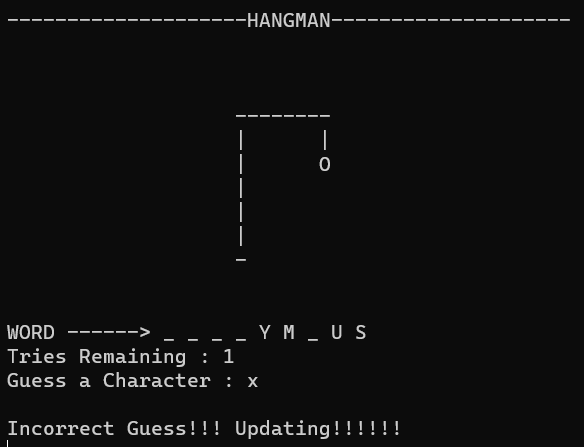 --------------------HANGMAN--------------------
--------
|      |
|      O
|
|
|
-
WORD ------> _ _ _ _ Y M _ U S
Tries Remaining : 1
Guess a Character : x
Incorrect Guess!!! Updating!!!!!!